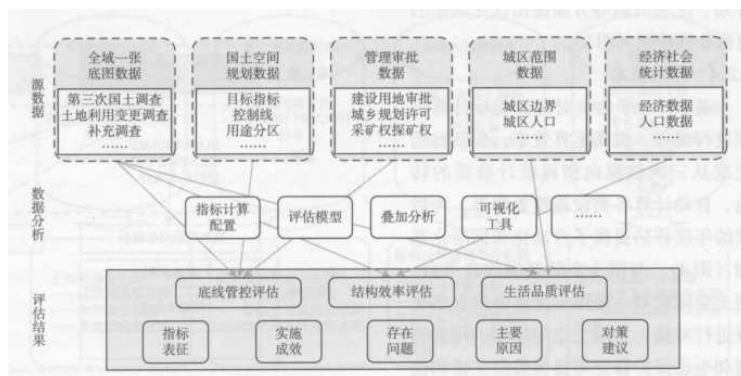 源数据
全域一张
底图数据
第三次国土调查
土地利用变更调查
补充调查
……
国土空间
规划数据
目标指标
控制线
用途分区
……
管理审批
数据
建设用地审批
城乡规划许可
采矿权探矿权
……
城区范围
数据
城区边界
城区人口
……
经济社会
统计数据
经济数据
人口数据
……
数据分析
指标计算
配置
评估模型
叠加分析
可视化
工具
……
评估结果
底线管控评估
结构效率评估
生活品质评估
指标
表征
实施
成效
存在
问题
主要
原因
对策
建议